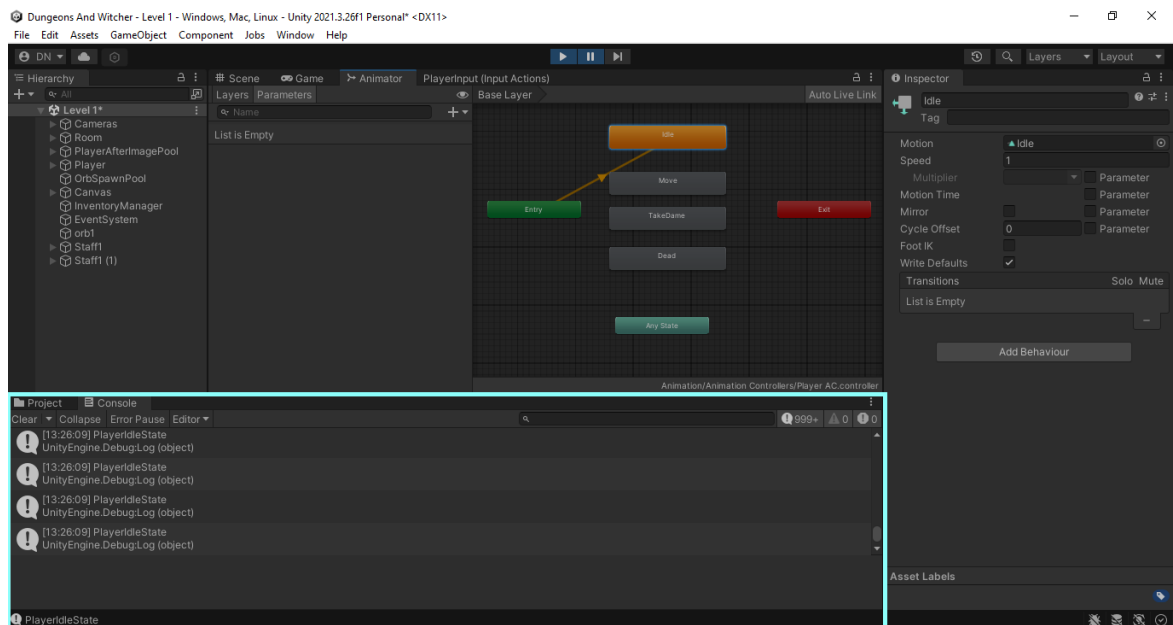 Dungeons And Witcher - Level 1 - Windows, Mac, Linux - Unity 2021.3.26f1 Personal* <DX11>
File Edit Assets GameObject Component Jobs Window Help
DN
Layers
Layout
Hierarchy
All
Level 1*
Cameras
Room
PlayerAfterImagePool
Player
OrbSpawnPool
Canvas
InventoryManager
EventSystem
orb1
Staff1
Staff1 (1)
Scene
Game
Animator
PlayerInput (Input Actions)
Layers Parameters
Name
List is Empty
Base Layer
Auto Live Link
Idle
Move
Entry
TakeDame
Exit
Dead
Any State
Animation/Animation Controllers/Player AC.controller
Inspector
Idle
Tag
Motion
Idle
Speed
1
Multiplier
Parameter
Motion Time
Parameter
Mirror
Parameter
Cycle Offset
0
Parameter
Foot IK
Write Defaults
Transitions
Solo Mute
List is Empty
Add Behaviour
Asset Labels
Project
Console
Clear Collapse Error Pause Editor
999+ 0 0
[13:26:09] PlayerIdleState
UnityEngine.Debug:Log (object)
[13:26:09] PlayerIdleState
UnityEngine.Debug:Log (object)
[13:26:09] PlayerIdleState
UnityEngine.Debug:Log (object)
[13:26:09] PlayerIdleState
UnityEngine.Debug:Log (object)
PlayerIdleState